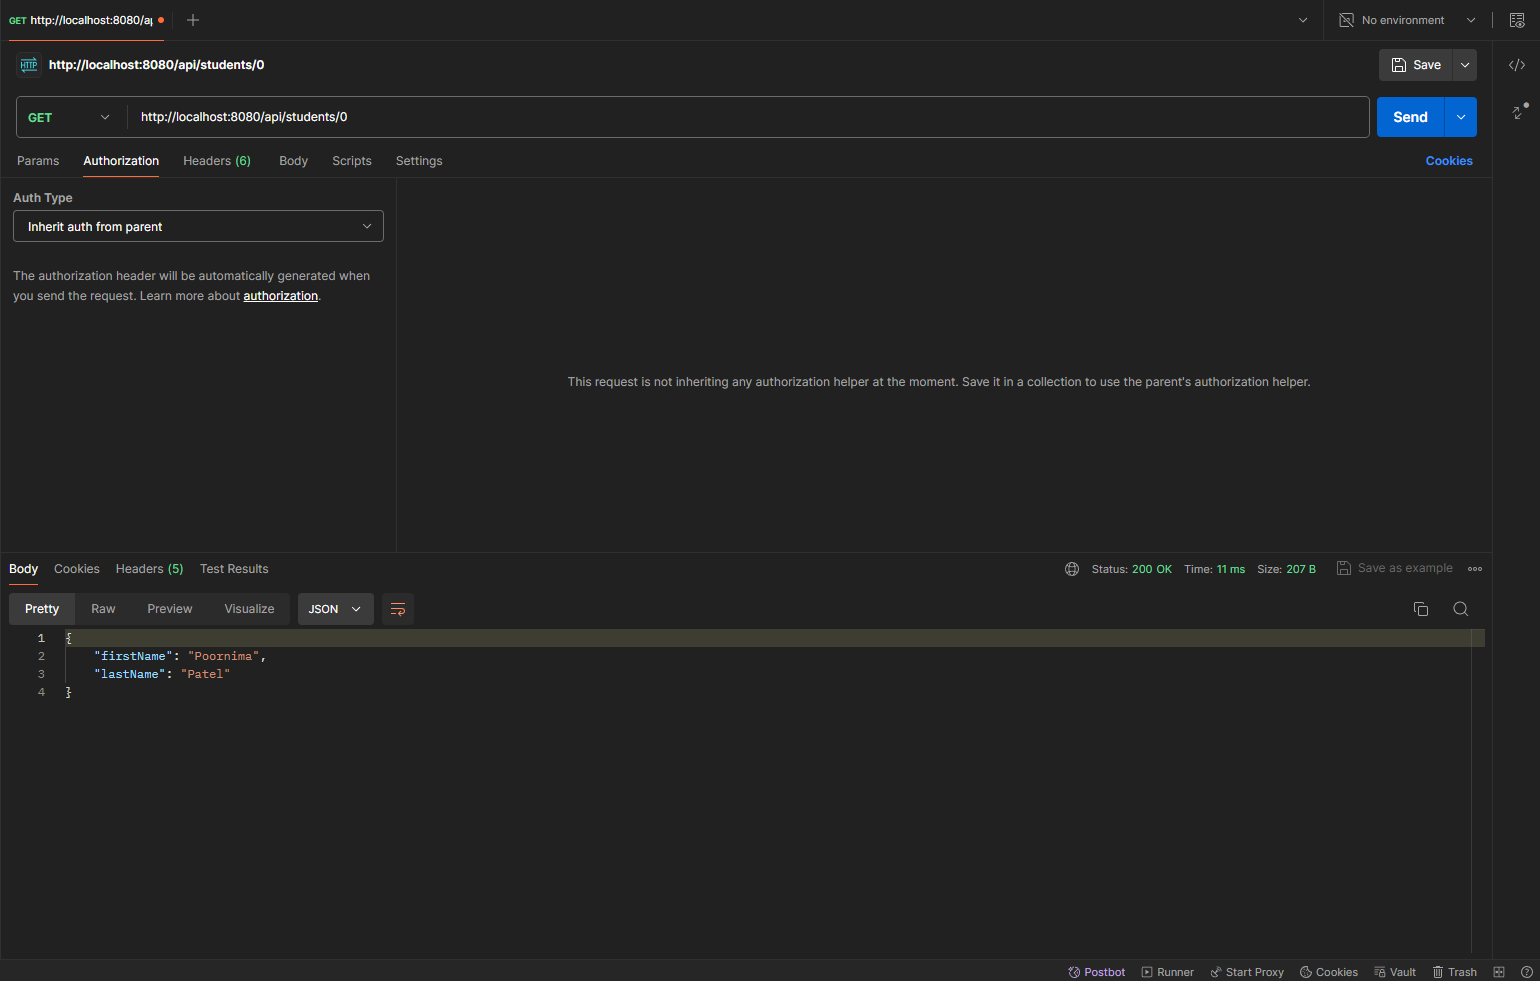 GET http://localhost:8080/a
No environment
HTTP http://localhost:8080/api/students/0
Save
GET http://localhost:8080/api/students/0
Send
Params Authorization Headers (6) Body Scripts Settings Cookies
Auth Type
Inherit auth from parent
The authorization header will be automatically generated when
you send the request. Learn more about authorization.
This request is not inheriting any authorization helper at the moment. Save it in a collection to use the parent's authorization helper.
Body Cookies Headers (5) Test Results Status: 200 OK Time: 11 ms Size: 207 B Save as example
Pretty Raw Preview Visualize JSON
1 {
2 "firstName": "Poornima",
3 "lastName": "Patel"
4 }
Postbot Runner Start Proxy Cookies Vault Trash